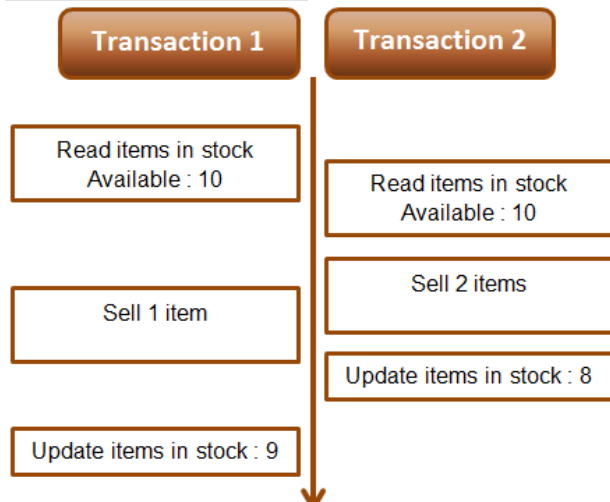 Transaction 1
Transaction 2
Read items in stock
Available : 10
Read items in stock
Available : 10
Sell 2 items
Sell 1 item
Update items in stock : 8
Update items in stock : 9